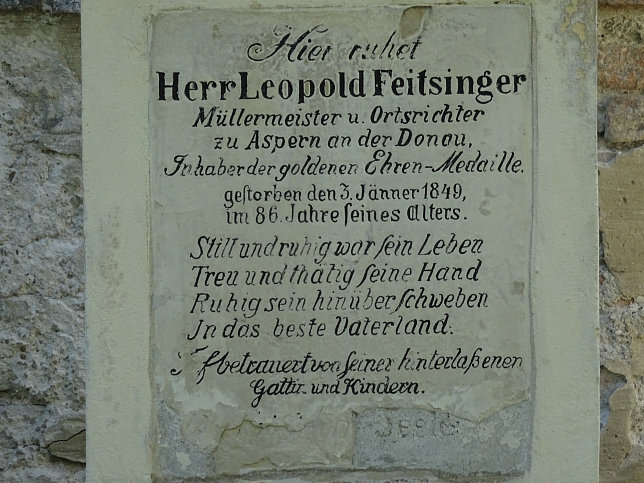 Hier ruhet
Herr Leopold Feitsinger
Müllermeister u. Ortsrichter
zu Aspern an der Donau,
Inhaber der goldenen Ehren-Medaille.
geſtorben den 3. Jänner 1849,
im 86. Jahre ſeines Alters.
Still und ruhig war ſein Leben
Treu und thätig ſeine Hand
Ruhig sein hinüber ſchweben
In das beste Vaterland.
betrauert von ſeiner hinterlaßenen
Gattin und Kindern.